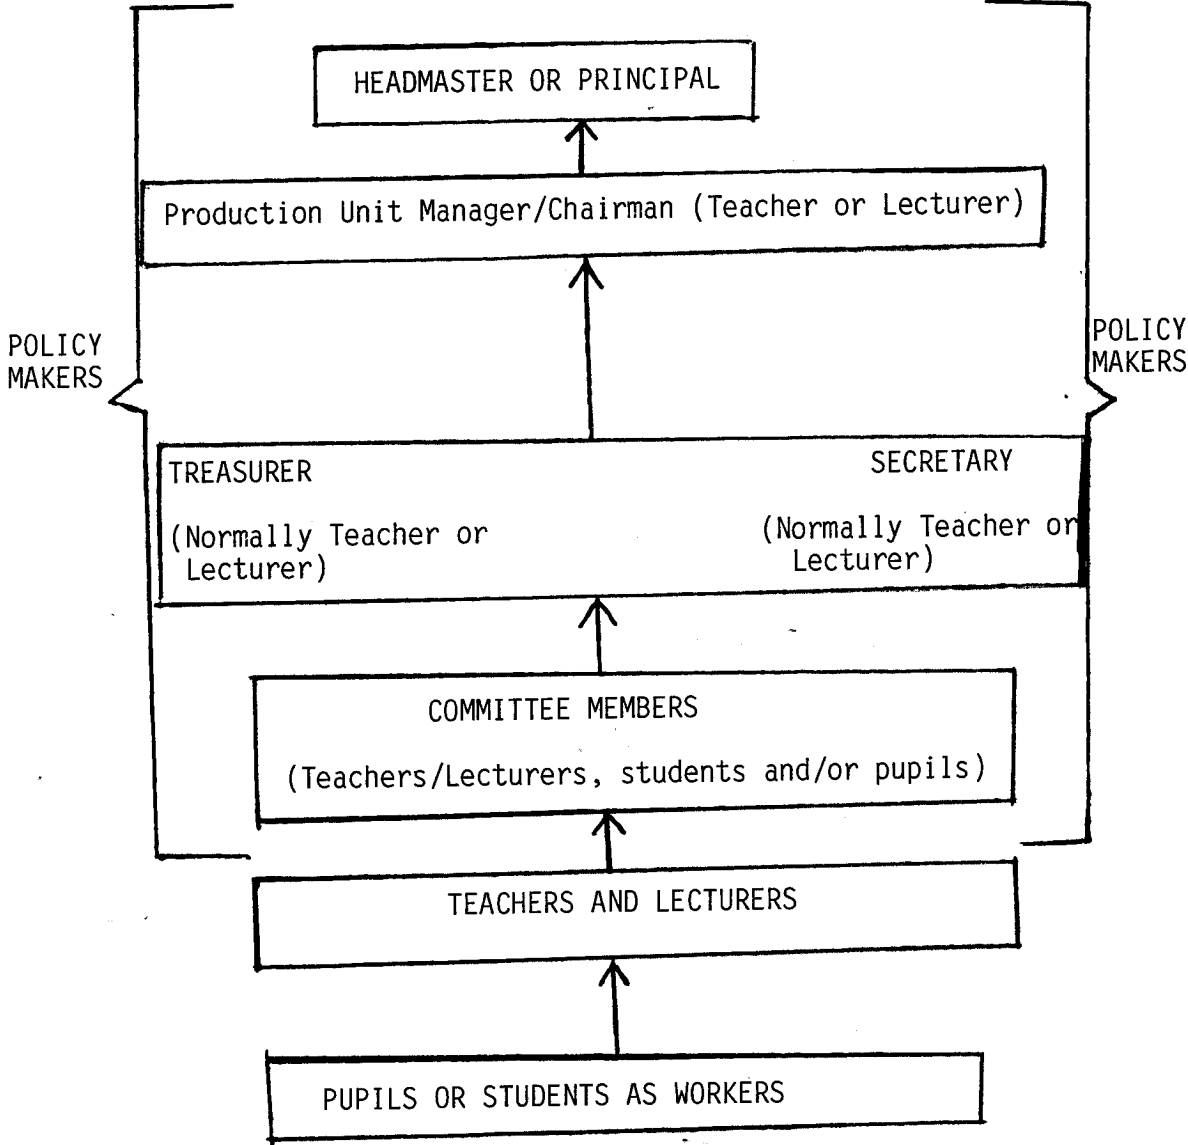 HEADMASTER OR PRINCIPAL
Production Unit Manager/Chairman (Teacher or Lecturer)
POLICY
MAKERS
POLICY
MAKERS
TREASURER
(Normally Teacher or
Lecturer)
SECRETARY
(Normally Teacher or
Lecturer)
COMMITTEE MEMBERS
(Teachers/Lecturers, students and/or pupils)
TEACHERS AND LECTURERS
PUPILS OR STUDENTS AS WORKERS